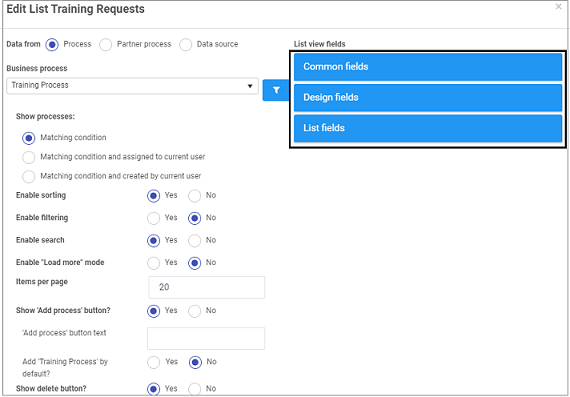 Edit List Training Requests
×
Data from Process Partner process Data source
Business process
Training Process
Show processes:
Matching condition
Matching condition and assigned to current user
Matching condition and created by current user
Enable sorting Yes No
Enable filtering Yes No
Enable search Yes No
Enable "Load more" mode Yes No
Items per page 20
Show 'Add process' button? Yes No
'Add process' button text
Add 'Training Process' by
default? Yes No
Show delete button? Yes No
List view fields
Common fields
Design fields
List fields